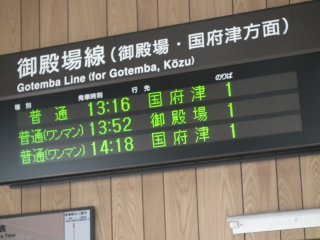 御殿場線(御殿場・国府津方面)
Gotemba Line (for Gotemba, Kōzu)
種別 発車時刻 行先 のりば
普通 13:16 国府津 1
普通(ワンマン) 13:52 御殿場 1
普通(ワンマン) 14:18 国府津 1
表